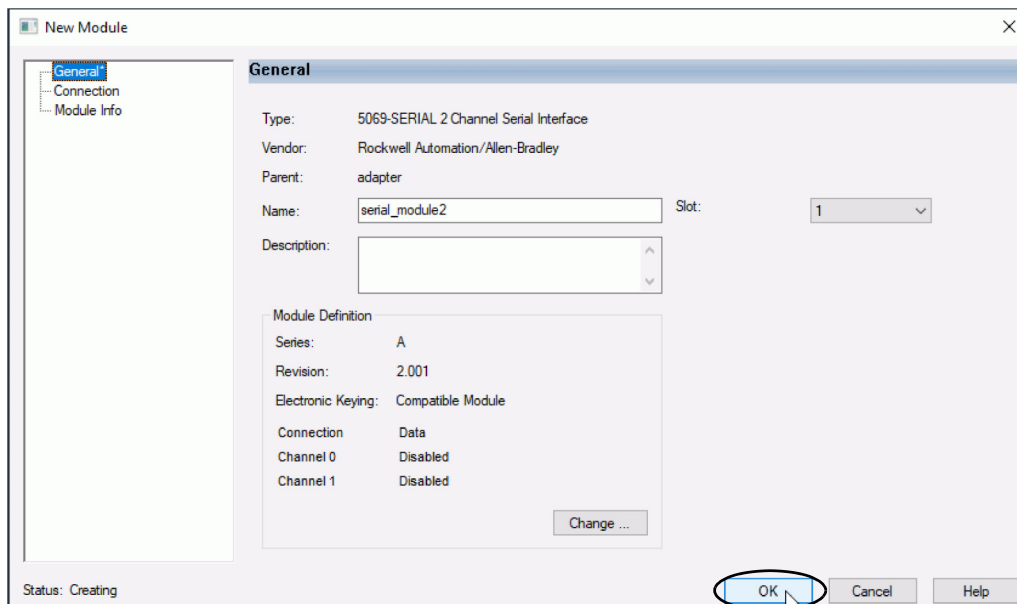 New Module
General*
Connection
Module Info
General
Type: 5069-SERIAL 2 Channel Serial Interface
Vendor: Rockwell Automation/Allen-Bradley
Parent: adapter
Name: serial_module2 Slot: 1
Description:
Module Definition
Series: A
Revision: 2.001
Electronic Keying: Compatible Module
Connection Data
Channel 0 Disabled
Channel 1 Disabled
Change ...
Status: Creating OK Cancel Help